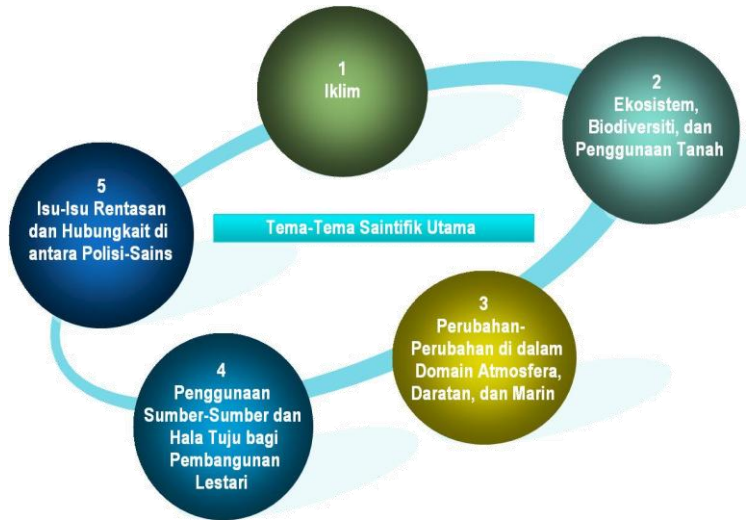 1
Iklim
2
Ekosistem,
Biodiversiti, dan
Penggunaan Tanah
5
Isu-Isu Rentasan
dan Hubungkait di
antara Polisi-Sains
Tema-Tema Saintifik Utama
3
Perubahan-
Perubahan di dalam
Domain Atmosfera,
Daratan, dan Marin
4
Penggunaan
Sumber-Sumber dan
Hala Tuju bagi
Pembangunan
Lestari